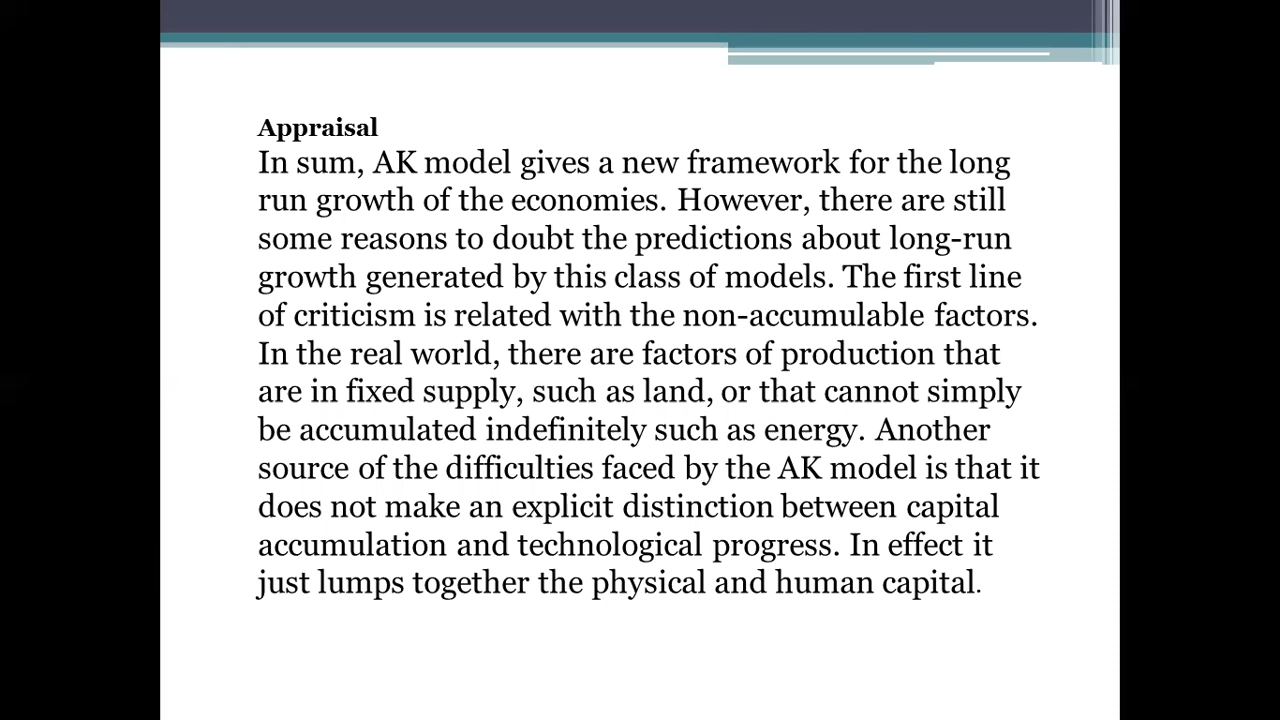 Appraisal
In sum, AK model gives a new framework for the long
run growth of the economies. However, there are still
some reasons to doubt the predictions about long-run
growth generated by this class of models. The first line
of criticism is related with the non-accumulable factors.
In the real world, there are factors of production that
are in fixed supply, such as land, or that cannot simply
be accumulated indefinitely such as energy. Another
source of the difficulties faced by the AK model is that it
does not make an explicit distinction between capital
accumulation and technological progress. In effect it
just lumps together the physical and human capital.